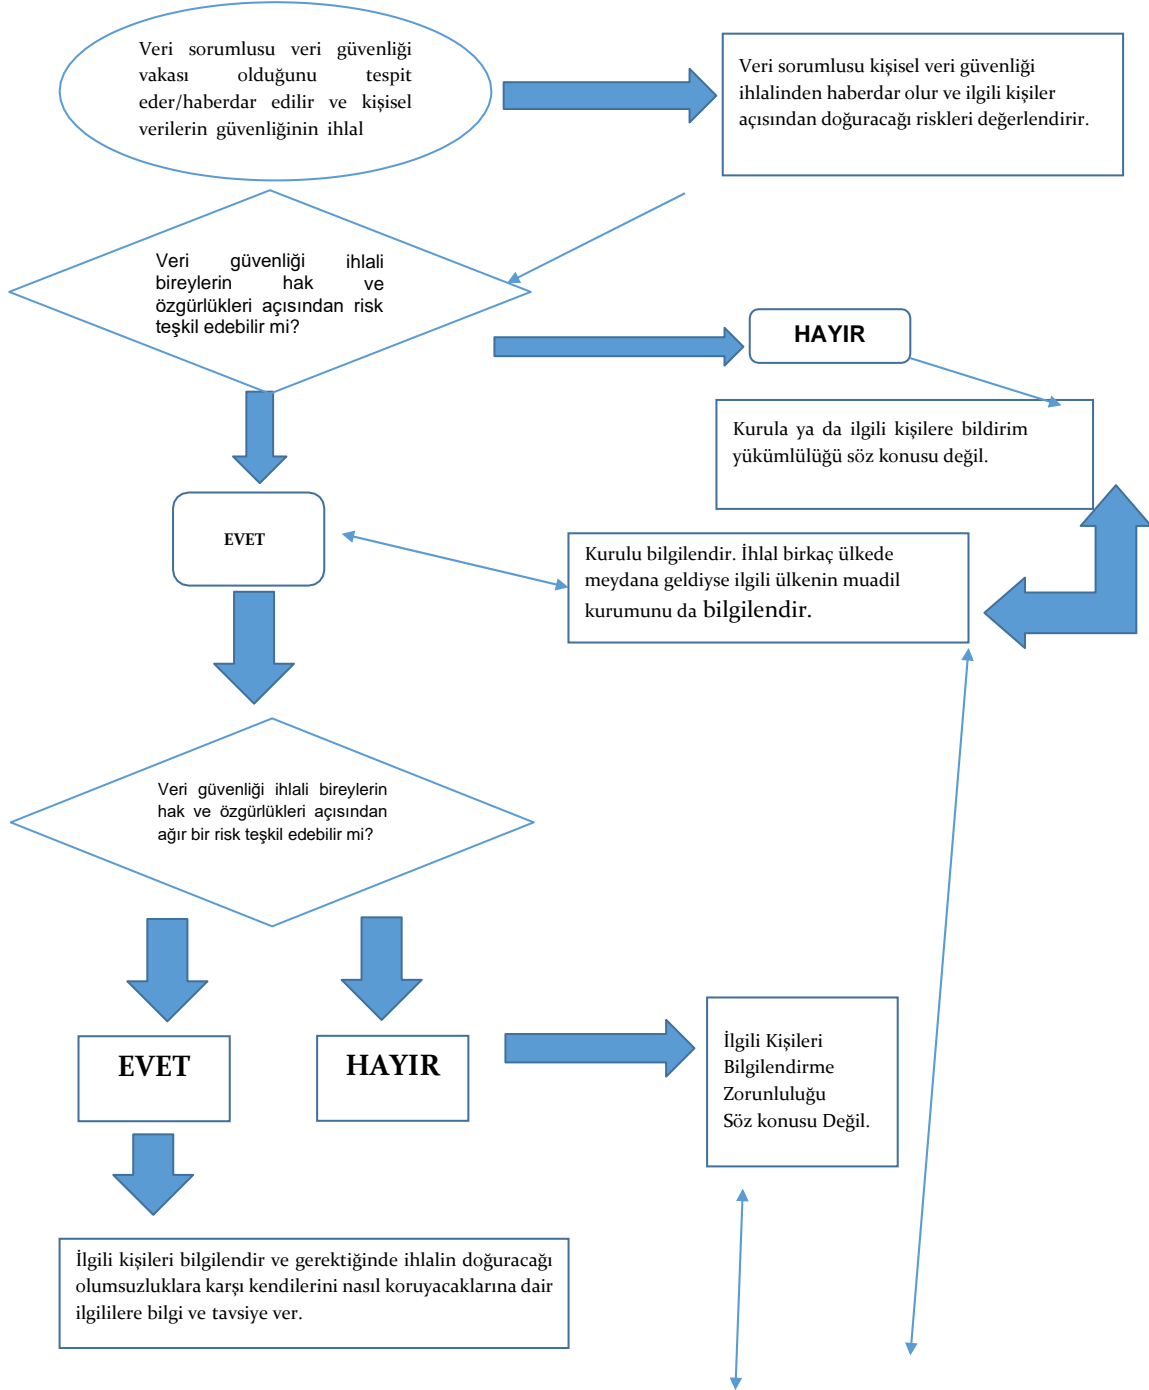 Veri sorumlusu veri güvenliği
vakası olduğunu tespit
eder/haberdar edilir ve kişisel
verilerin güvenliğinin ihlal
Veri sorumlusu kişisel veri güvenliği
ihlalinden haberdar olur ve ilgili kişiler
açısından doğuracağı riskleri değerlendirir.
Veri güvenliği ihlali
bireylerin hak ve
özgürlükleri açısından risk
teşkil edebilir mi?
HAYIR
Kurula ya da ilgili kişilere bildirim
yükümlülüğü söz konusu değil.
EVET
Kurulu bilgilendir. İhlal birkaç ülkede
meydana geldiyse ilgili ülkenin muadil
kurumunu da bilgilendir.
Veri güvenliği ihlali bireylerin
hak ve özgürlükleri açısından
ağır bir risk teşkil edebilir mi?
EVET
HAYIR
İlgili Kişileri
Bilgilendirme
Zorunluluğu
Söz konusu Değil.
İlgili kişileri bilgilendir ve gerektiğinde ihlalin doğuracağı
olumsuzluklara karşı kendilerini nasıl koruyacaklarına dair
ilgililere bilgi ve tavsiye ver.